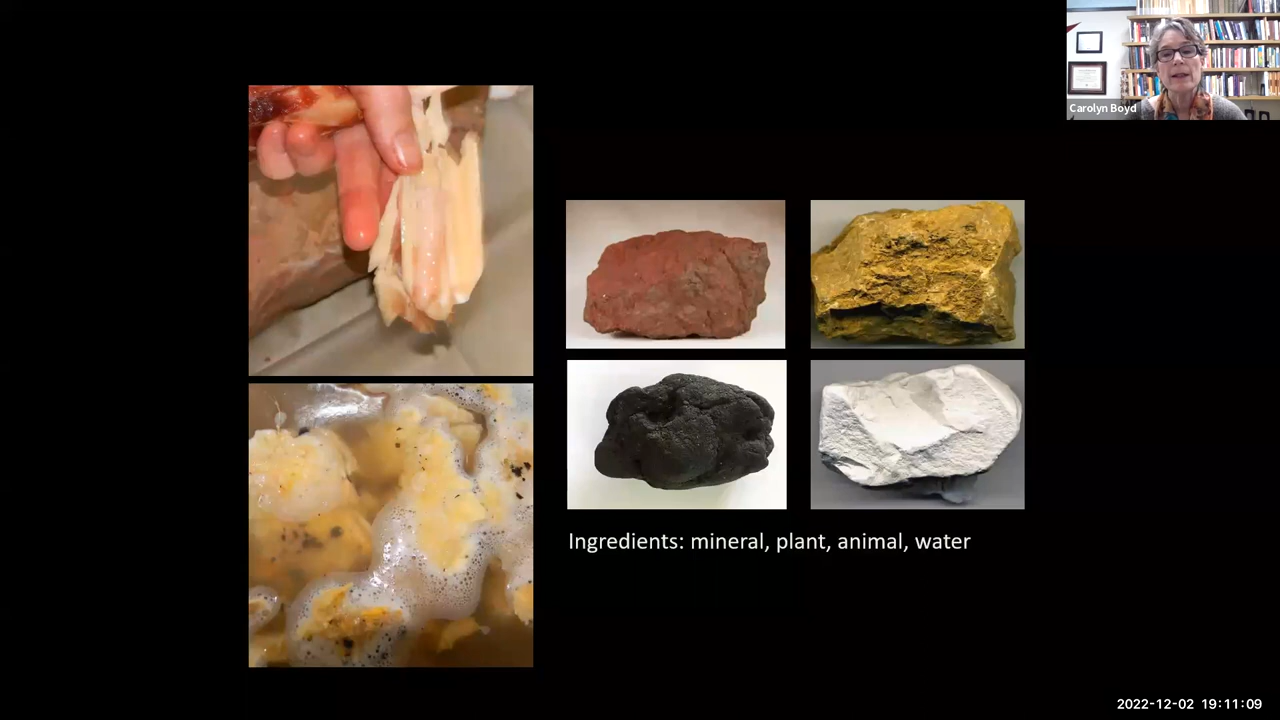 Carolyn Boyd
Ingredients: mineral, plant, animal, water
2022-12-02 19:11:09